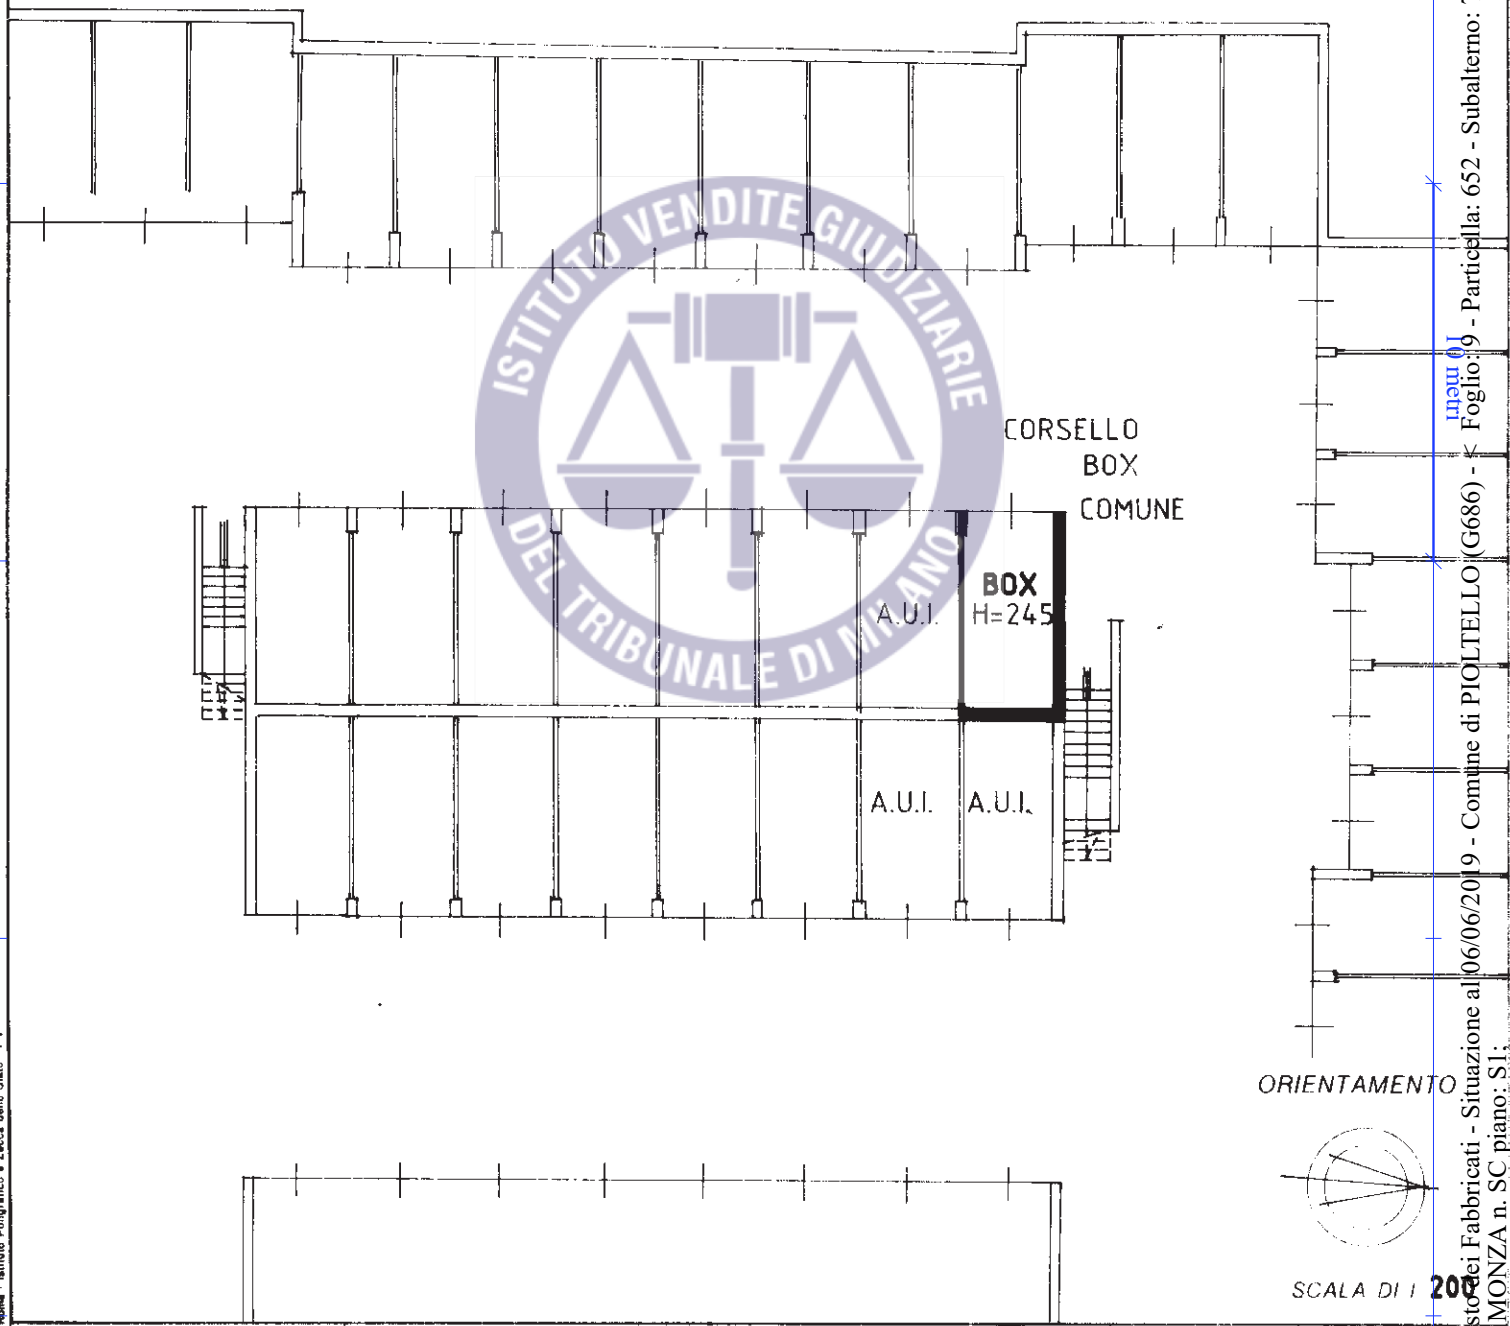 ISTITUTO VENDITE GIUDIZIARIE
DEL TRIBUNALE DI MILANO
CORSELLO
BOX
COMUNE
BOX
H=245
A.U.I.
A.U.I.
A.U.I.
10 metri
ORIENTAMENTO
SCALA DI 1 200
sto dei Fabbricati - Situazione al 06/06/2019 - Comune di PIOLTELLO (G686) - < Foglio: 9 - Particella: 652 - Subalterno:
MONZA n. SC piano: S1;